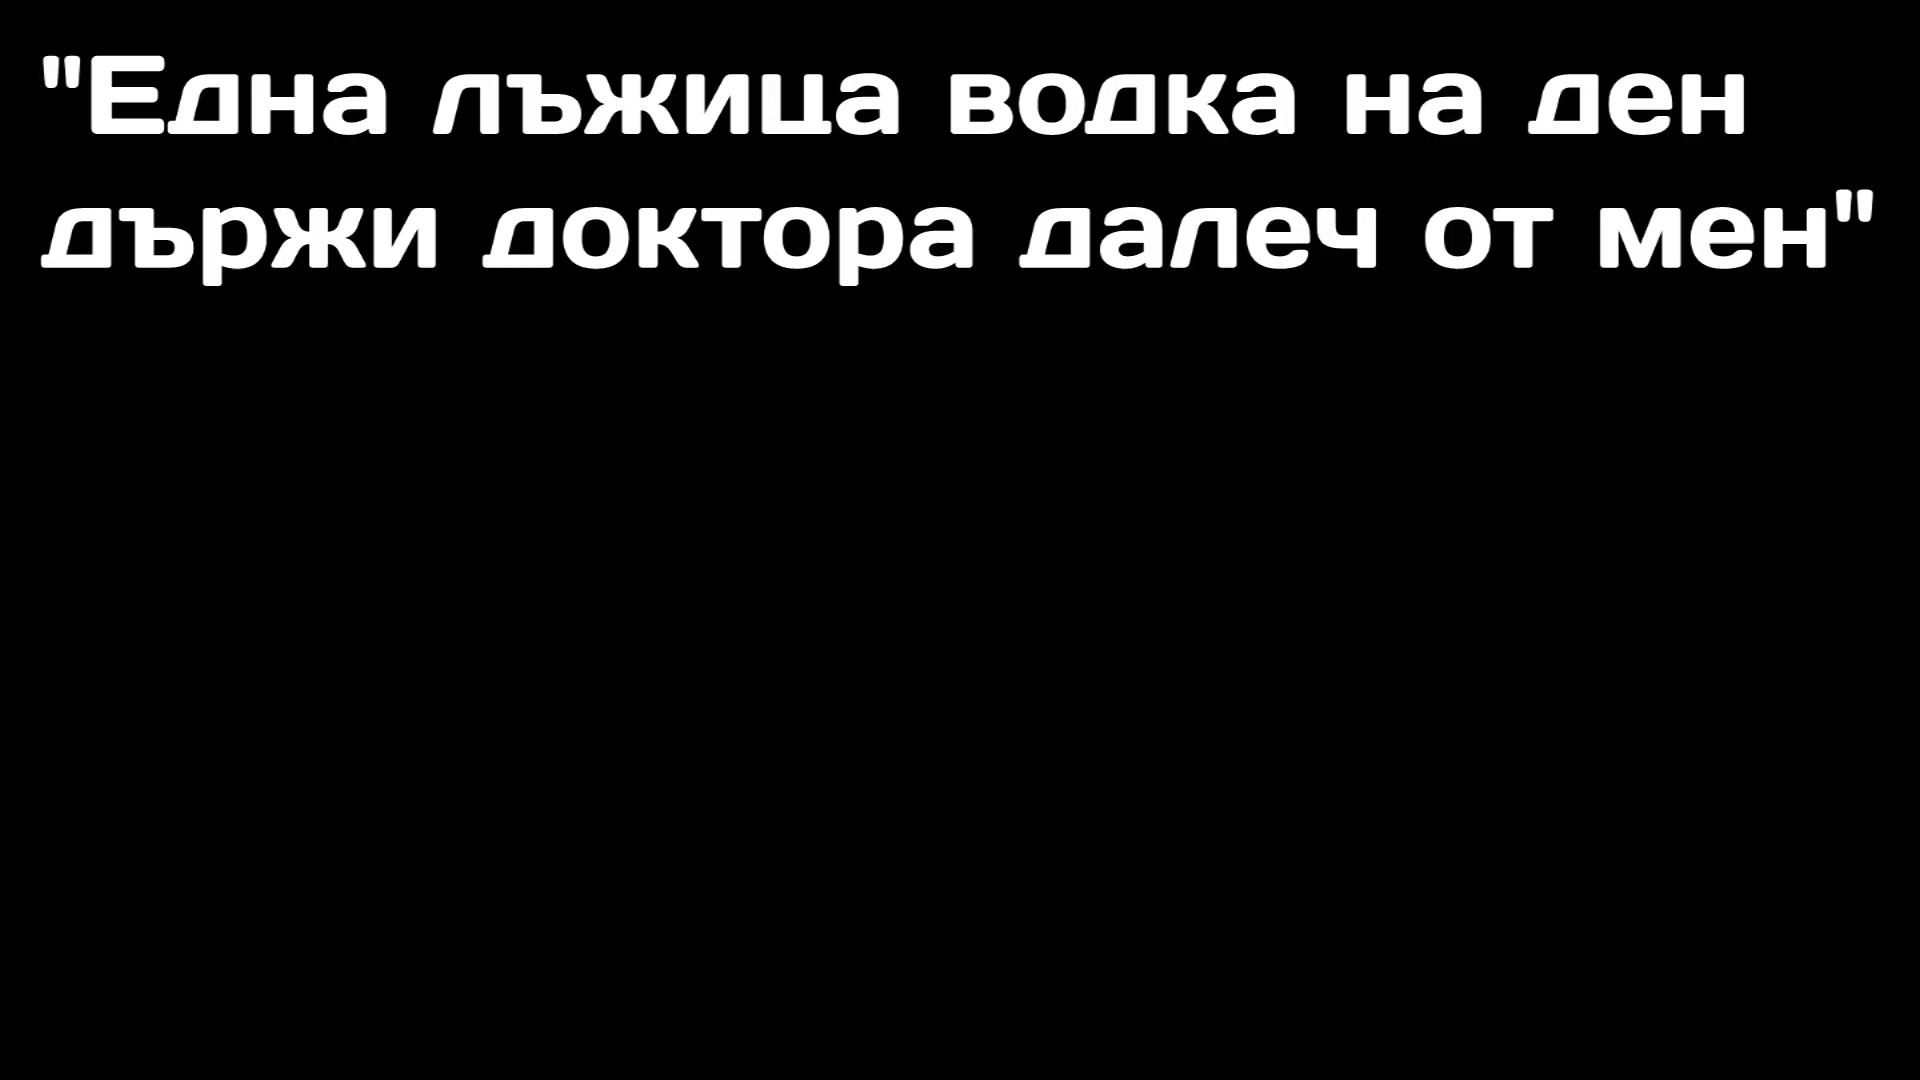 "Една лъжица водка на ден
държи доктора далеч от мен"